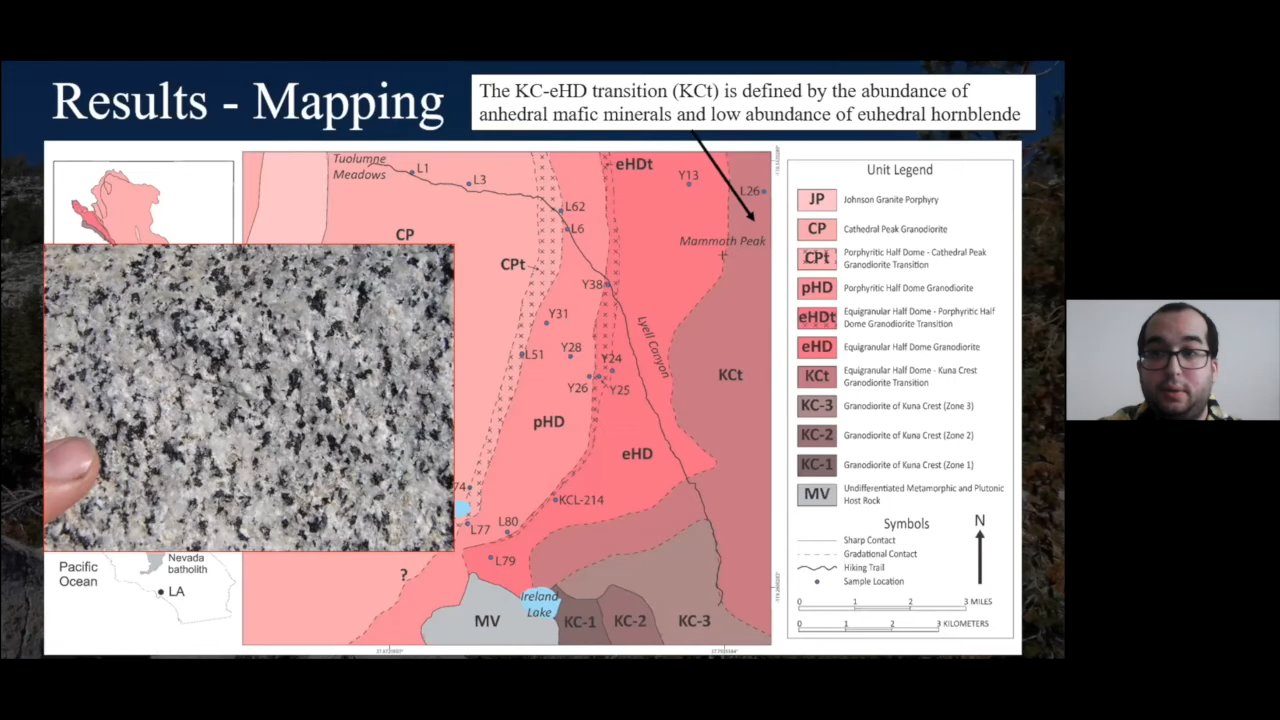 Results - Mapping
The KC-eHD transition (KCt) is defined by the abundance of
anhedral mafic minerals and low abundance of euhedral hornblende
Tuolumne
Meadows
L1
L3
CP
CPt
L62
L6
eHDt
Y13
L26
Mammoth Peak
Y38
Y31
L51
Y28
Y24
Y26
Y25
Lyell Canyon
KCt
pHD
eHD
74
KCL-214
L77
L80
L79
?
Ireland
Lake
MV
KC-1
KC-2
KC-3
Nevada
batholith
Pacific
Ocean
LA
Unit Legend
JP Johnson Granite Porphyry
CP Cathedral Peak Granodiorite
CPt Porphyritic Half Dome - Cathedral Peak
Granodiorite Transition
pHD Porphyritic Half Dome Granodiorite
eHDt Equigranular Half Dome - Porphyritic Half
Dome Granodiorite Transition
eHD Equigranular Half Dome Granodiorite
KCt Equigranular Half Dome - Kuna Crest
Granodiorite Transition
KC-3 Granodiorite of Kuna Crest (Zone 3)
KC-2 Granodiorite of Kuna Crest (Zone 2)
KC-1 Granodiorite of Kuna Crest (Zone 1)
MV Undifferentiated Metamorphic and Plutonic
Host Rock
Symbols
N
Sharp Contact
Gradational Contact
Hiking Trail
Sample Location
0 1 2 3 MILES
0 1 2 3 KILOMETERS